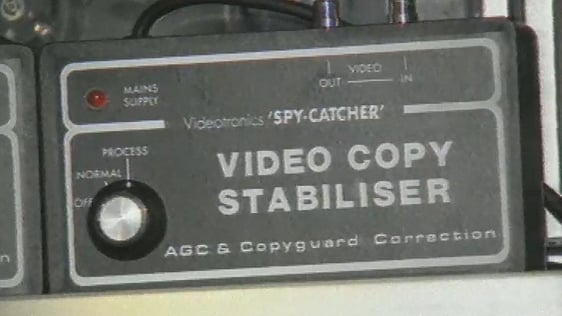 VIDEO
OUT
IN
MAINS
SUPPLY
Videotronics 'SPY-CATCHER'
PROCESS
NORMAL
OFF
VIDEO COPY
STABILISER
AGC & Copyguard Correction
n